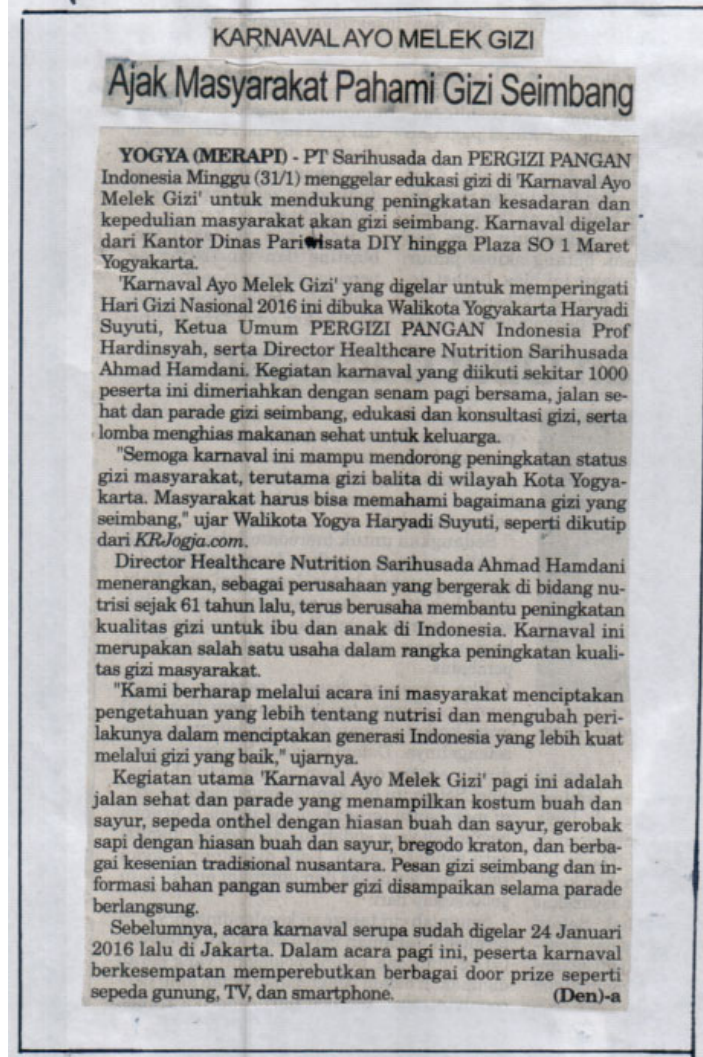 KARNAVAL AYO MELEK GIZI
Ajak Masyarakat Pahami Gizi Seimbang
YOGYA (MERAPI) - PT Sarihusada dan PERGIZI PANGAN
Indonesia Minggu (31/1) menggelar edukasi gizi di 'Karnaval Ayo
Melek Gizi' untuk mendukung peningkatan kesadaran dan
kepedulian masyarakat akan gizi seimbang. Karnaval digelar
dari Kantor Dinas Pariwisata DIY hingga Plaza SO 1 Maret
Yogyakarta.
'Karnaval Ayo Melek Gizi' yang digelar untuk memperingati
Hari Gizi Nasional 2016 ini dibuka Walikota Yogyakarta Haryadi
Suyuti, Ketua Umum PERGIZI PANGAN Indonesia Prof
Hardinsyah, serta Director Healthcare Nutrition Sarihusada
Ahmad Hamdani. Kegiatan karnaval yang diikuti sekitar 1000
peserta ini dimeriahkan dengan senam pagi bersama, jalan se-
hat dan parade gizi seimbang, edukasi dan konsultasi gizi, serta
lomba menghias makanan sehat untuk keluarga.
"Semoga karnaval ini mampu mendorong peningkatan status
gizi masyarakat, terutama gizi balita di wilayah Kota Yogya-
karta. Masyarakat harus bisa memahami bagaimana gizi yang
seimbang," ujar Walikota Yogya Haryadi Suyuti, seperti dikutip
dari KRJogja.com.
Director Healthcare Nutrition Sarihusada Ahmad Hamdani
menerangkan, sebagai perusahaan yang bergerak di bidang nu-
trisi sejak 61 tahun lalu, terus berusaha membantu peningkatan
kualitas gizi untuk ibu dan anak di Indonesia. Karnaval ini
merupakan salah satu usaha dalam rangka peningkatan kuali-
tas gizi masyarakat.
"Kami berharap melalui acara ini masyarakat menciptakan
pengetahuan yang lebih tentang nutrisi dan mengubah peri-
lakunya dalam menciptakan generasi Indonesia yang lebih kuat
melalui gizi yang baik," ujarnya.
Kegiatan utama 'Karnaval Ayo Melek Gizi' pagi ini adalah
jalan sehat dan parade yang menampilkan kostum buah dan
sayur, sepeda onthel dengan hiasan buah dan sayur, gerobak
sapi dengan hiasan buah dan sayur, bregodo kraton, dan berba-
gai kesenian tradisional nusantara. Pesan gizi seimbang dan in-
formasi bahan pangan sumber gizi disampaikan selama parade
berlangsung.
Sebelumnya, acara karnaval serupa sudah digelar 24 Januari
2016 lalu di Jakarta. Dalam acara pagi ini, peserta karnaval
berkesempatan memperebutkan berbagai door prize seperti
sepeda gunung, TV, dan smartphone. (Den)-a